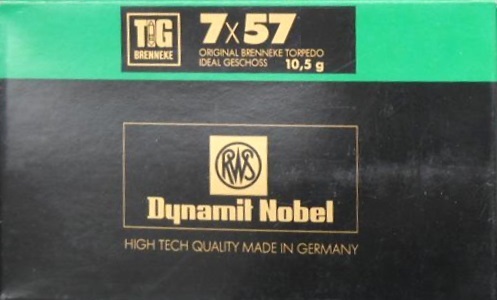 TIG
BRENNEKE
7x57
ORIGINAL BRENNEKE TORPEDO
IDEAL GESCHOSS 10,5 g
RWS
Dynamit Nobel
HIGH TECH QUALITY MADE IN GERMANY